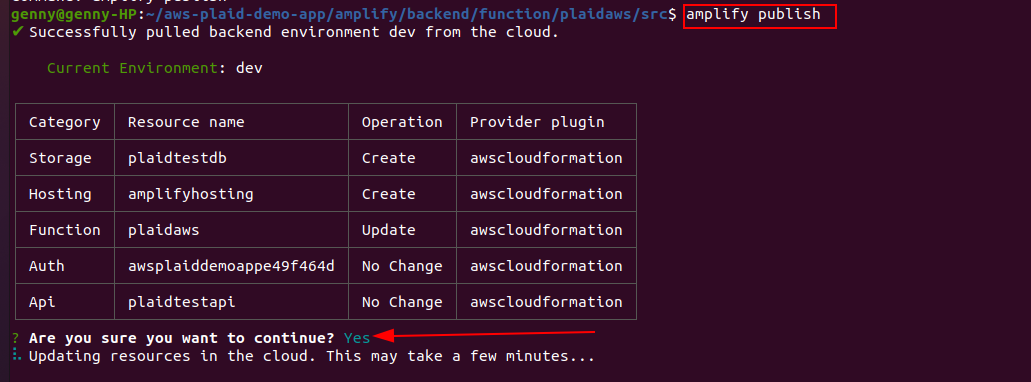 genny@genny-HP:~/aws-plaid-demo-app/amplify/backend/function/plaidaws/src$ amplify publish
✔ Successfully pulled backend environment dev from the cloud.
Current Environment: dev
Category Resource name Operation Provider plugin
Storage plaidtestdb Create awscloudformation
Hosting amplifyhosting Create awscloudformation
Function plaidaws Update awscloudformation
Auth awsplaiddemoappe49f464d No Change awscloudformation
Api plaidtestapi No Change awscloudformation
? Are you sure you want to continue? Yes
Updating resources in the cloud. This may take a few minutes...